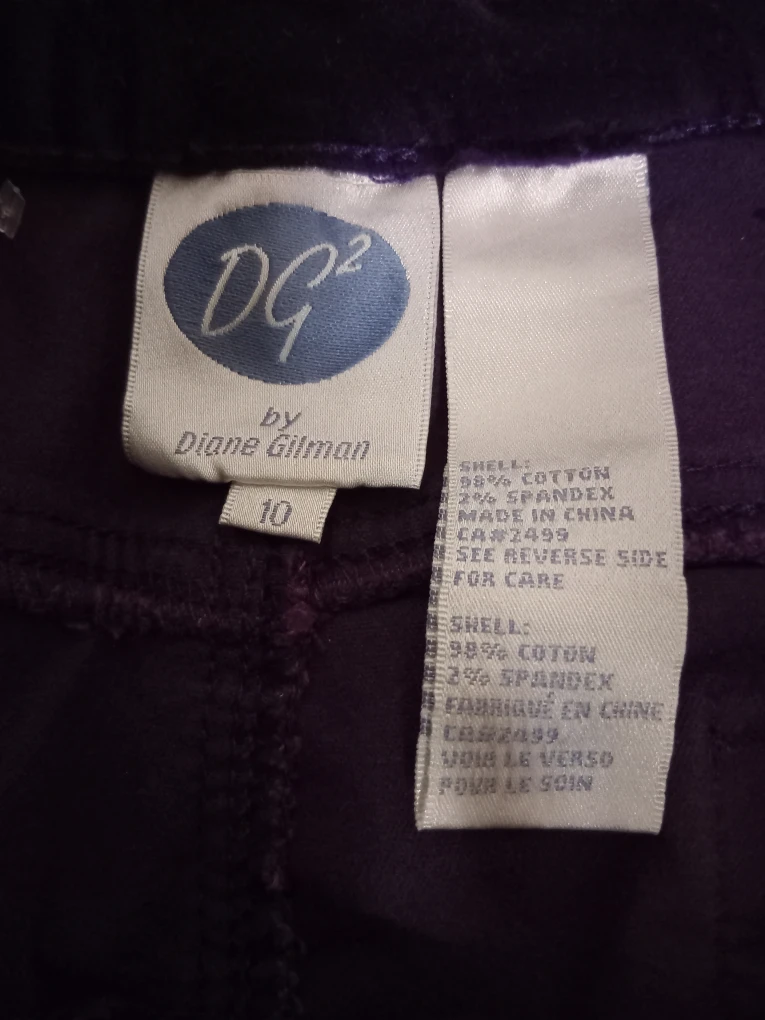 DG²
by
Diane Gilman
10
SHELL:
98% COTTON
2% SPANDEX
MADE IN CHINA
CA#2499
SEE REVERSE SIDE
FOR CARE
SHELL:
98% COTON
2% SPANDEX
FABRIQUÉ EN CHINE
CA#2499
VOIR LE VERSO
POUR LE SOIN